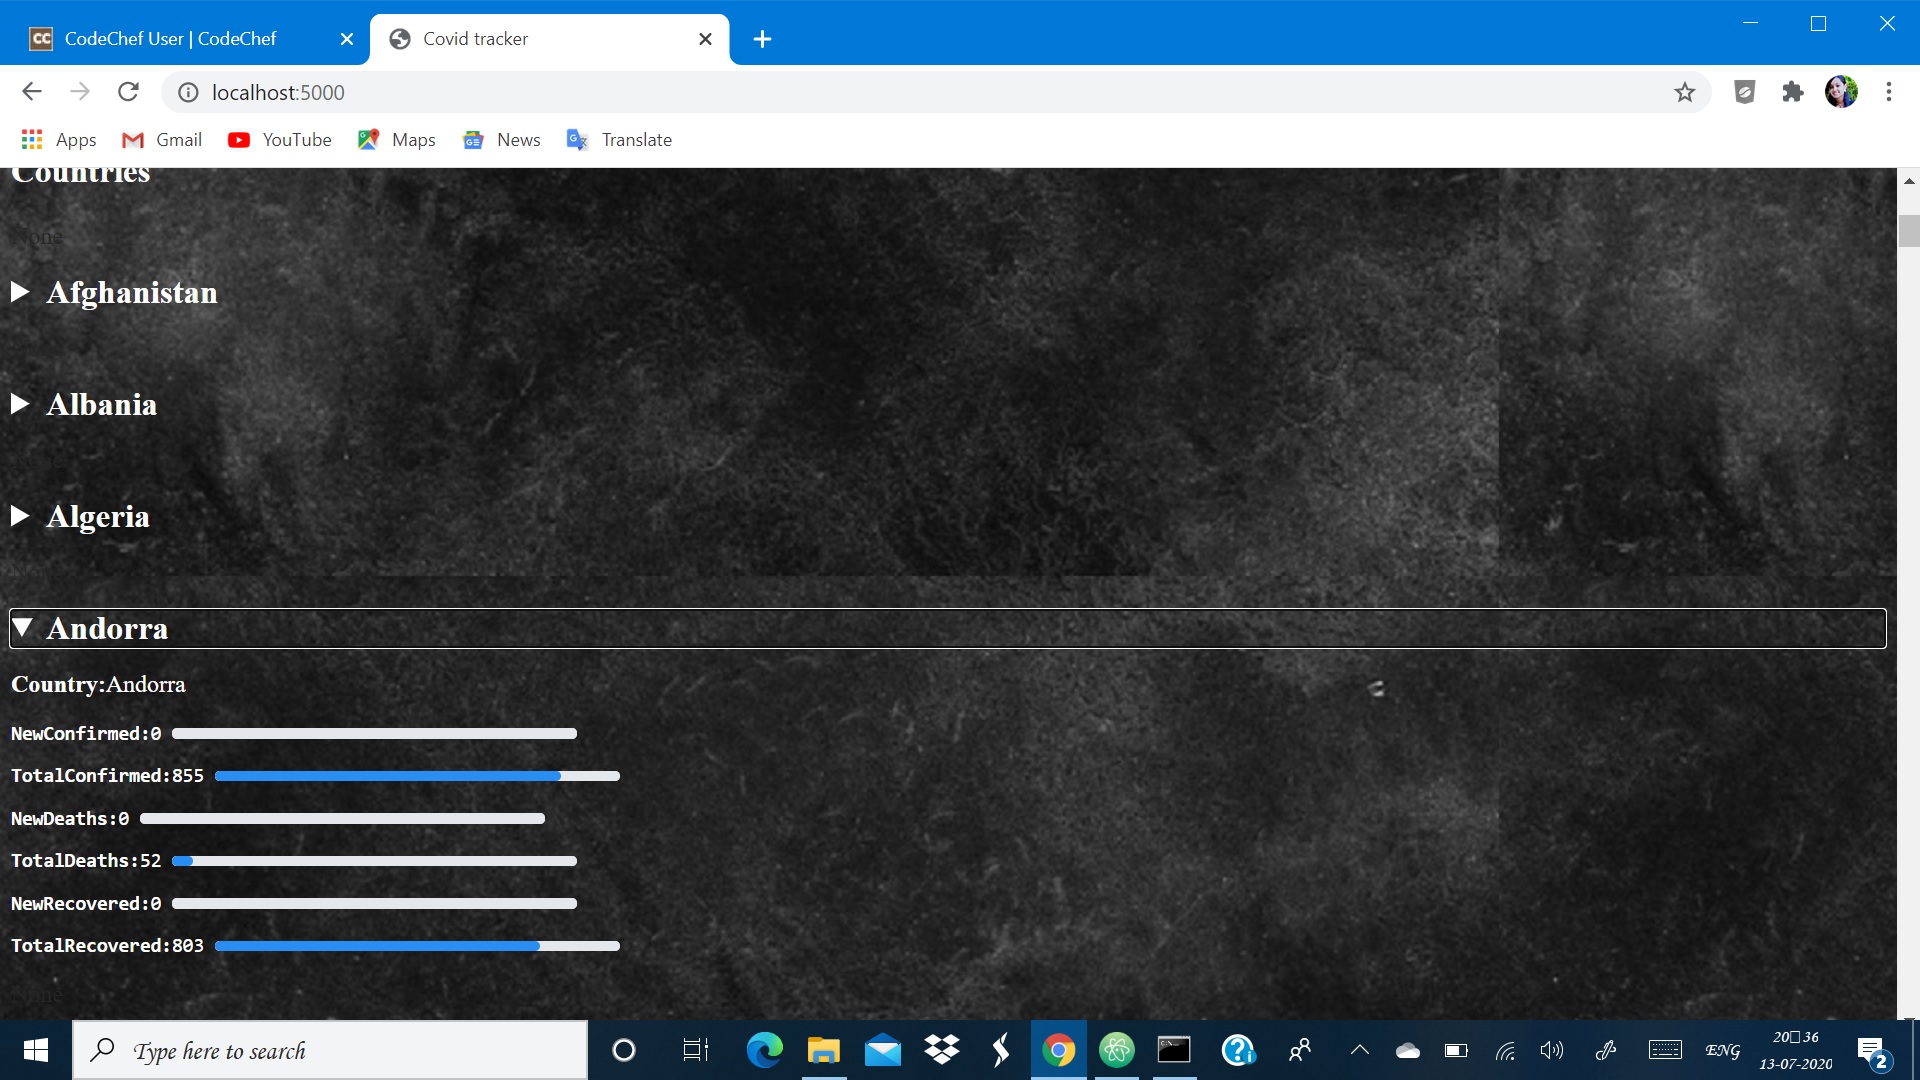 CodeChef User | CodeChef
Covid tracker
localhost:5000
Apps
Gmail
YouTube
Maps
News
Translate
Countries
None
Afghanistan
Albania
None
Algeria
Andorra
Country:Andorra
NewConfirmed:0
TotalConfirmed:855
NewDeaths:0
TotalDeaths:52
NewRecovered:0
TotalRecovered:803
None
Type here to search
ENG
20□36
13-07-2020
2